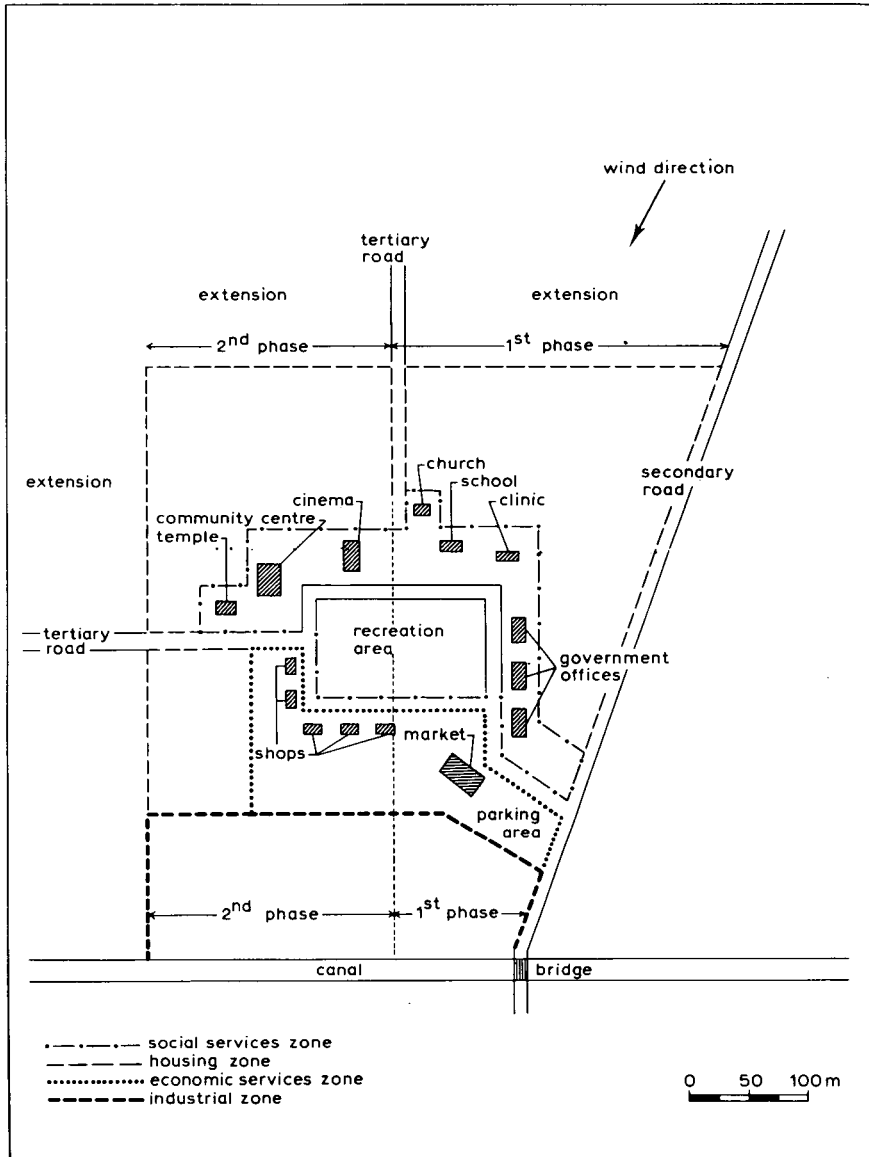 wind direction
tertiary
road
extension
extension
2nd phase
1st phase
extension
church
school
clinic
cinema
community centre
temple
secondary
road
tertiary
road
recreation
area
government
offices
shops
market
parking
area
2nd phase
1st phase
canal
bridge
social services zone
housing zone
economic services zone
industrial zone
0 50 100 m